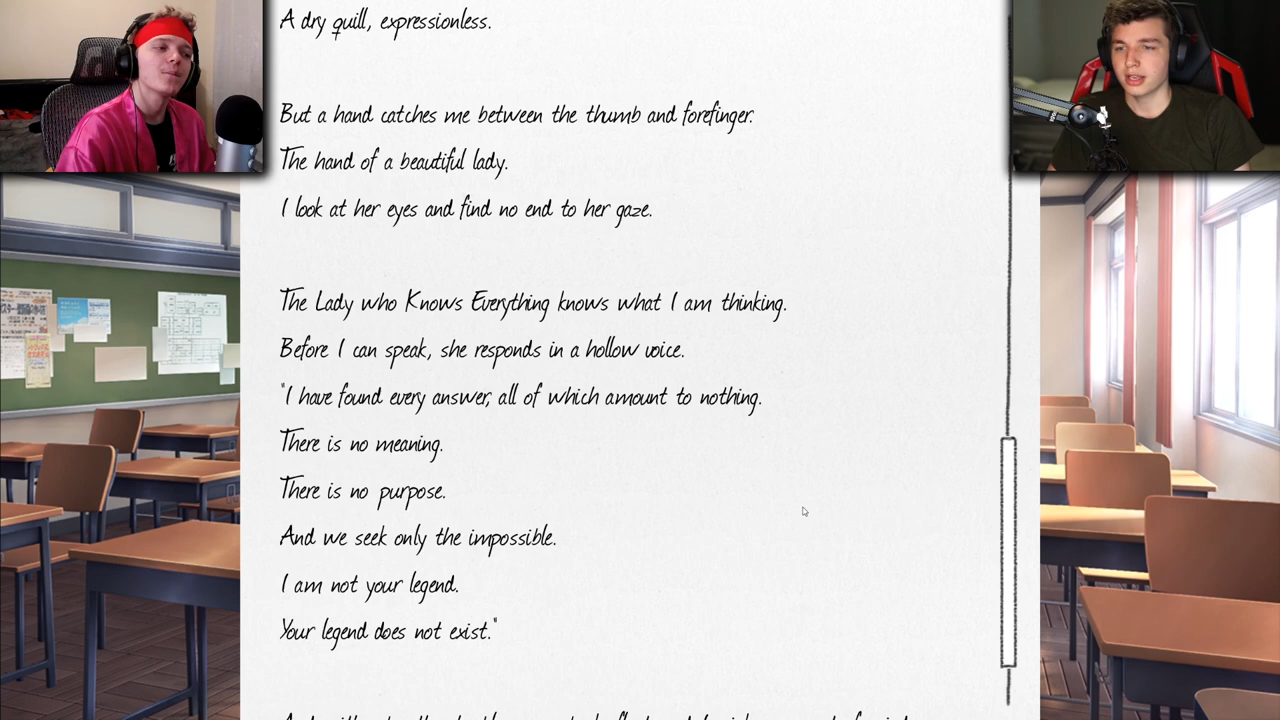 A dry quill, expressionless.
But a hand catches me between the thumb and forefinger.
The hand of a beautiful lady.
I look at her eyes and find no end to her gaze.
The Lady who Knows Everything knows what I am thinking.
Before I can speak, she responds in a hollow voice.
"I have found every answer, all of which amount to nothing.
There is no meaning.
There is no purpose.
And we seek only the impossible.
I am not your legend.
Your legend does not exist."